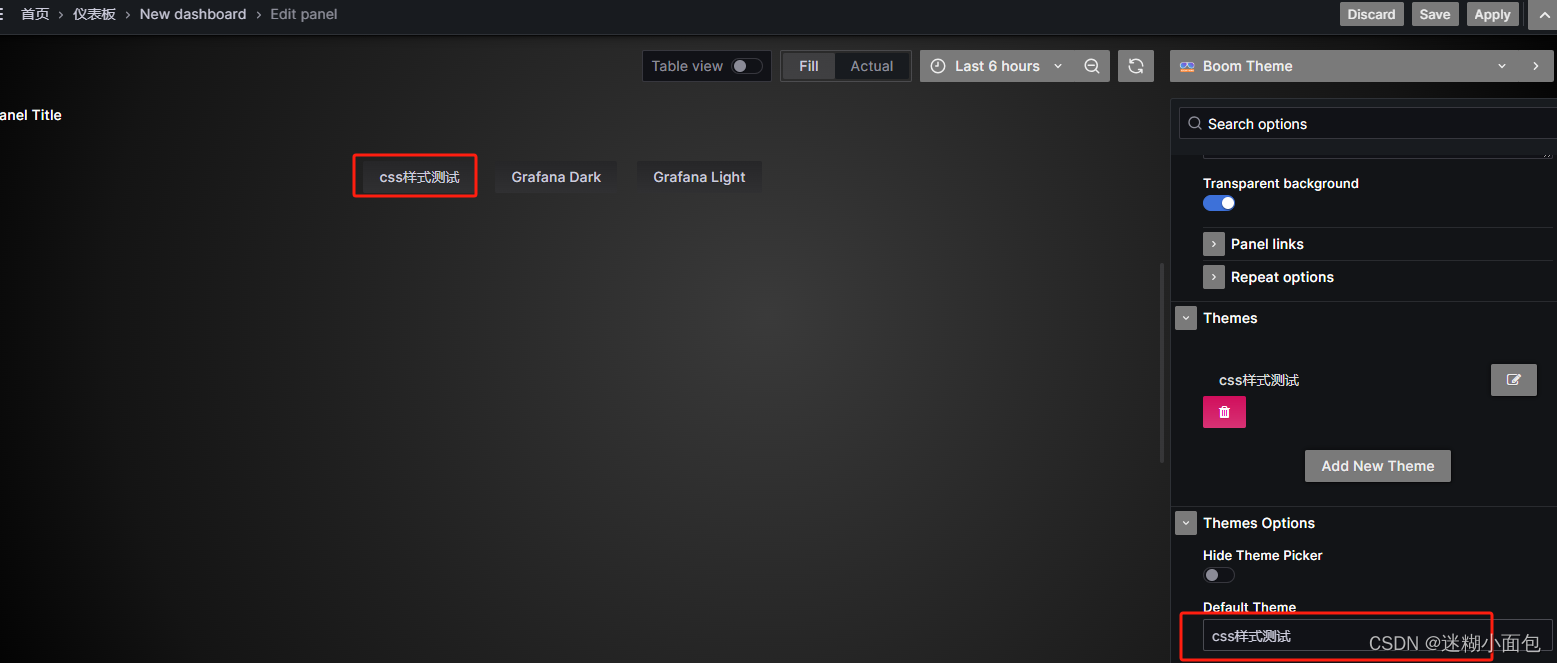 首页 › 仪表板 › New dashboard › Edit panel
Discard Save Apply
Table view Fill Actual Last 6 hours Boom Theme
anel Title
Search options
css样式测试 Grafana Dark Grafana Light
Transparent background
Panel links
Repeat options
Themes
css样式测试
Add New Theme
Themes Options
Hide Theme Picker
Default Theme
css样式测试
CSDN @迷糊小面包